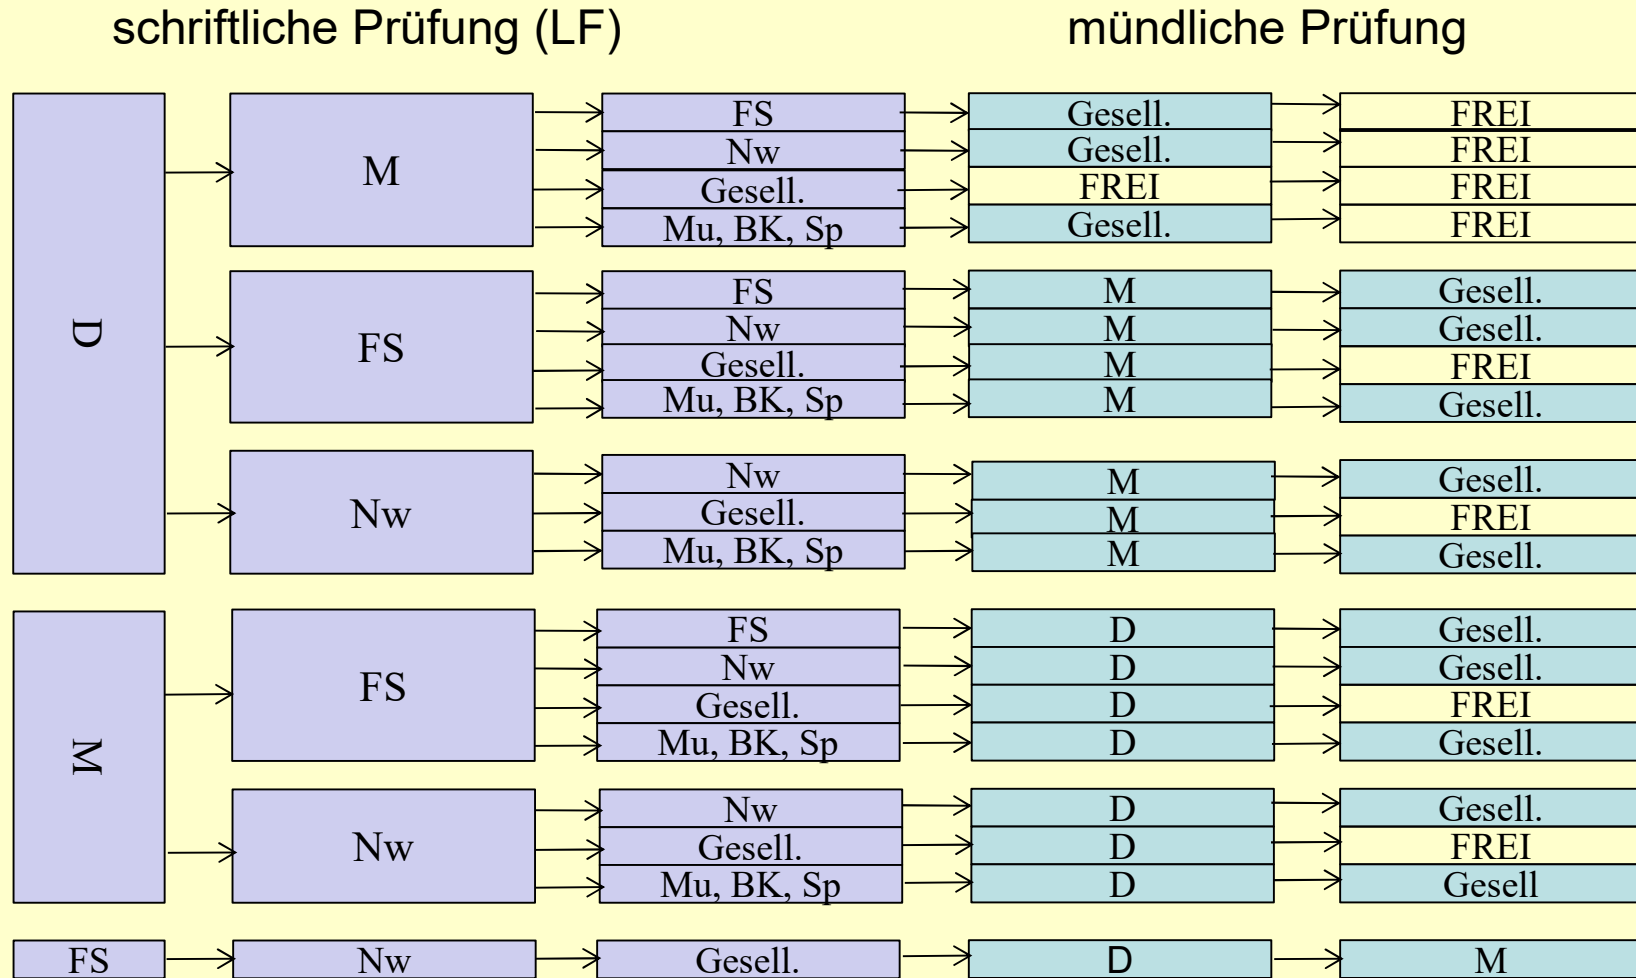 schriftliche Prüfung (LF) mündliche Prüfung
D M FS Gesell. FREI
Nw Gesell. FREI
Gesell. FREI FREI
Mu, BK, Sp Gesell. FREI
FS FS M Gesell.
Nw M Gesell.
Gesell. M FREI
Mu, BK, Sp M Gesell.
Nw Nw M Gesell.
Gesell. M FREI
Mu, BK, Sp M Gesell.
M FS FS D Gesell.
Nw D Gesell.
Gesell. D FREI
Mu, BK, Sp D Gesell.
Nw Nw D Gesell.
Gesell. D FREI
Mu, BK, Sp D Gesell
FS Nw Gesell. D M